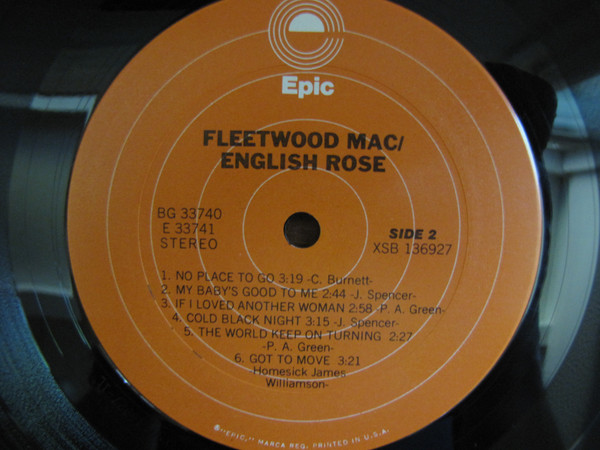 Epic
FLEETWOOD MAC/
ENGLISH ROSE
BG 33740
E 33741
STEREO
SIDE 2
XSB 136927
1. NO PLACE TO GO 3:19 -C. Burnett-
2. MY BABY'S GOOD TO ME 2:44 -J. Spencer-
3. IF I LOVED ANOTHER WOMAN 2:58 -P. A. Green-
4. COLD BLACK NIGHT 3:15 -J. Spencer-
5. THE WORLD KEEP ON TURNING 2:27
-P. A. Green-
6. GOT TO MOVE 3:21
Homesick James
Williamson-
®"EPIC," MARCA REG. PRINTED IN U.S.A.